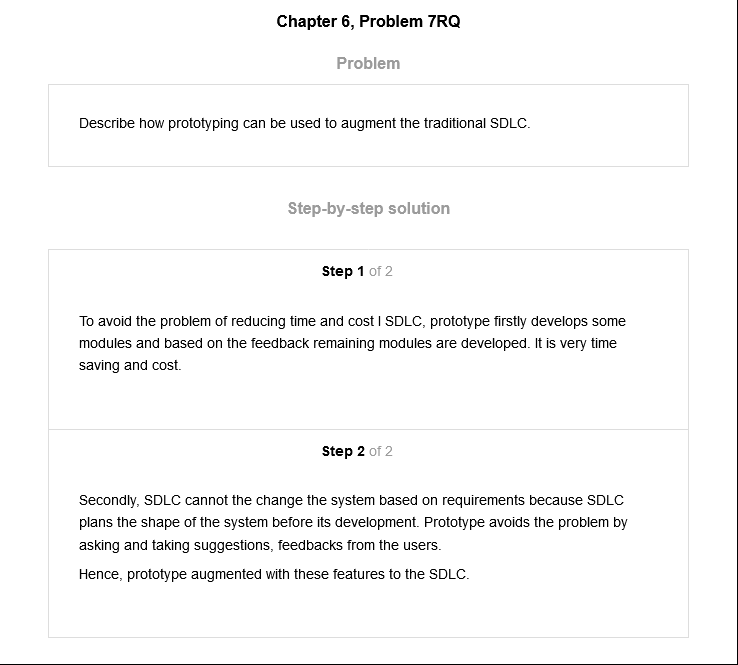 Chapter 6, Problem 7RQ
Problem
Describe how prototyping can be used to augment the traditional SDLC.
Step-by-step solution
Step 1 of 2
To avoid the problem of reducing time and cost I SDLC, prototype firstly develops some
modules and based on the feedback remaining modules are developed. It is very time
saving and cost.
Step 2 of 2
Secondly, SDLC cannot the change the system based on requirements because SDLC
plans the shape of the system before its development. Prototype avoids the problem by
asking and taking suggestions, feedbacks from the users.
Hence, prototype augmented with these features to the SDLC.